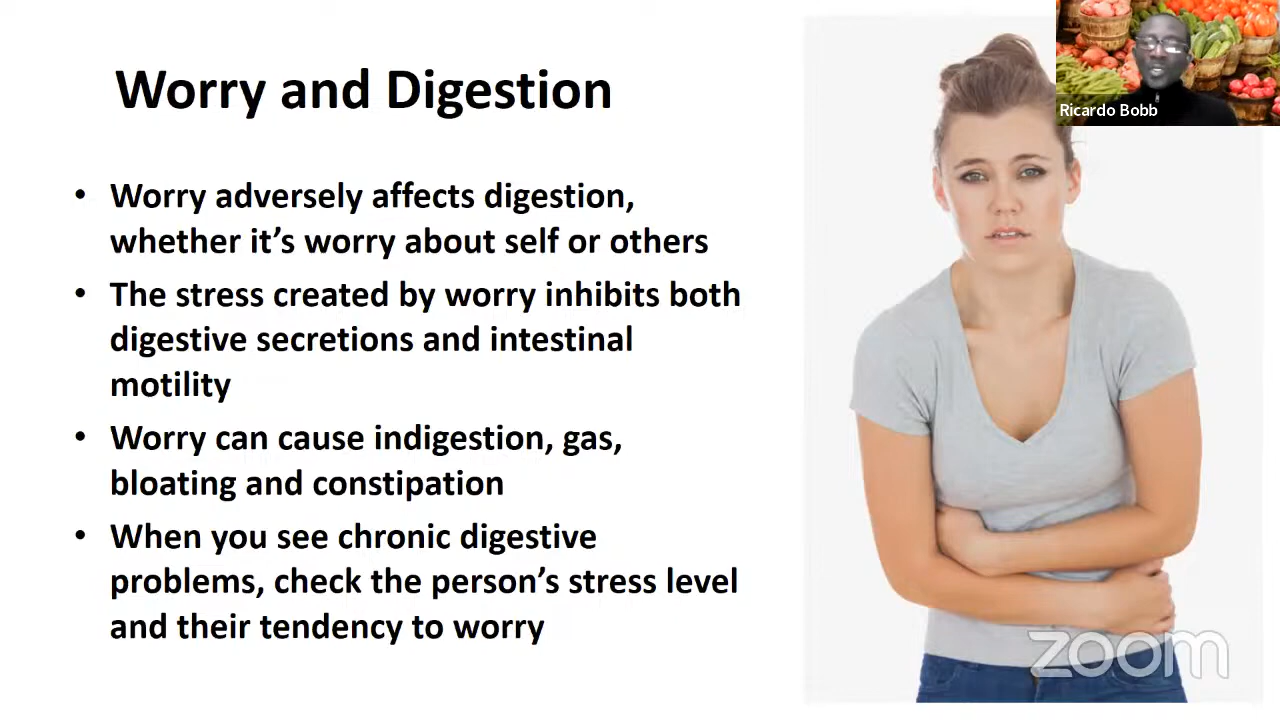 Worry and Digestion
• Worry adversely affects digestion,
whether it’s worry about self or others
• The stress created by worry inhibits both
digestive secretions and intestinal
motility
• Worry can cause indigestion, gas,
bloating and constipation
• When you see chronic digestive
problems, check the person’s stress level
and their tendency to worry
Ricardo Bobb
zoom